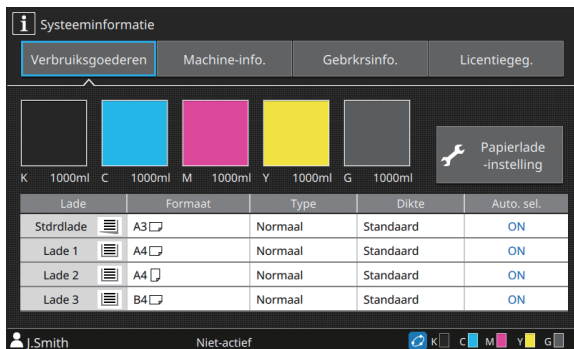 Systeeminformatie
Verbruiksgoederen Machine-info. Gebrkrsinfo. Licentiegeg.
Papierlade
-instelling
K 1000ml C 1000ml M 1000ml Y 1000ml G 1000ml
Lade Formaat Type Dikte Auto. sel.
Stdrdlade A3 Normaal Standaard ON
Lade 1 A4 Normaal Standaard ON
Lade 2 A4 Normaal Standaard ON
Lade 3 B4 Normaal Standaard ON
J.Smith Niet-actief K C M Y G